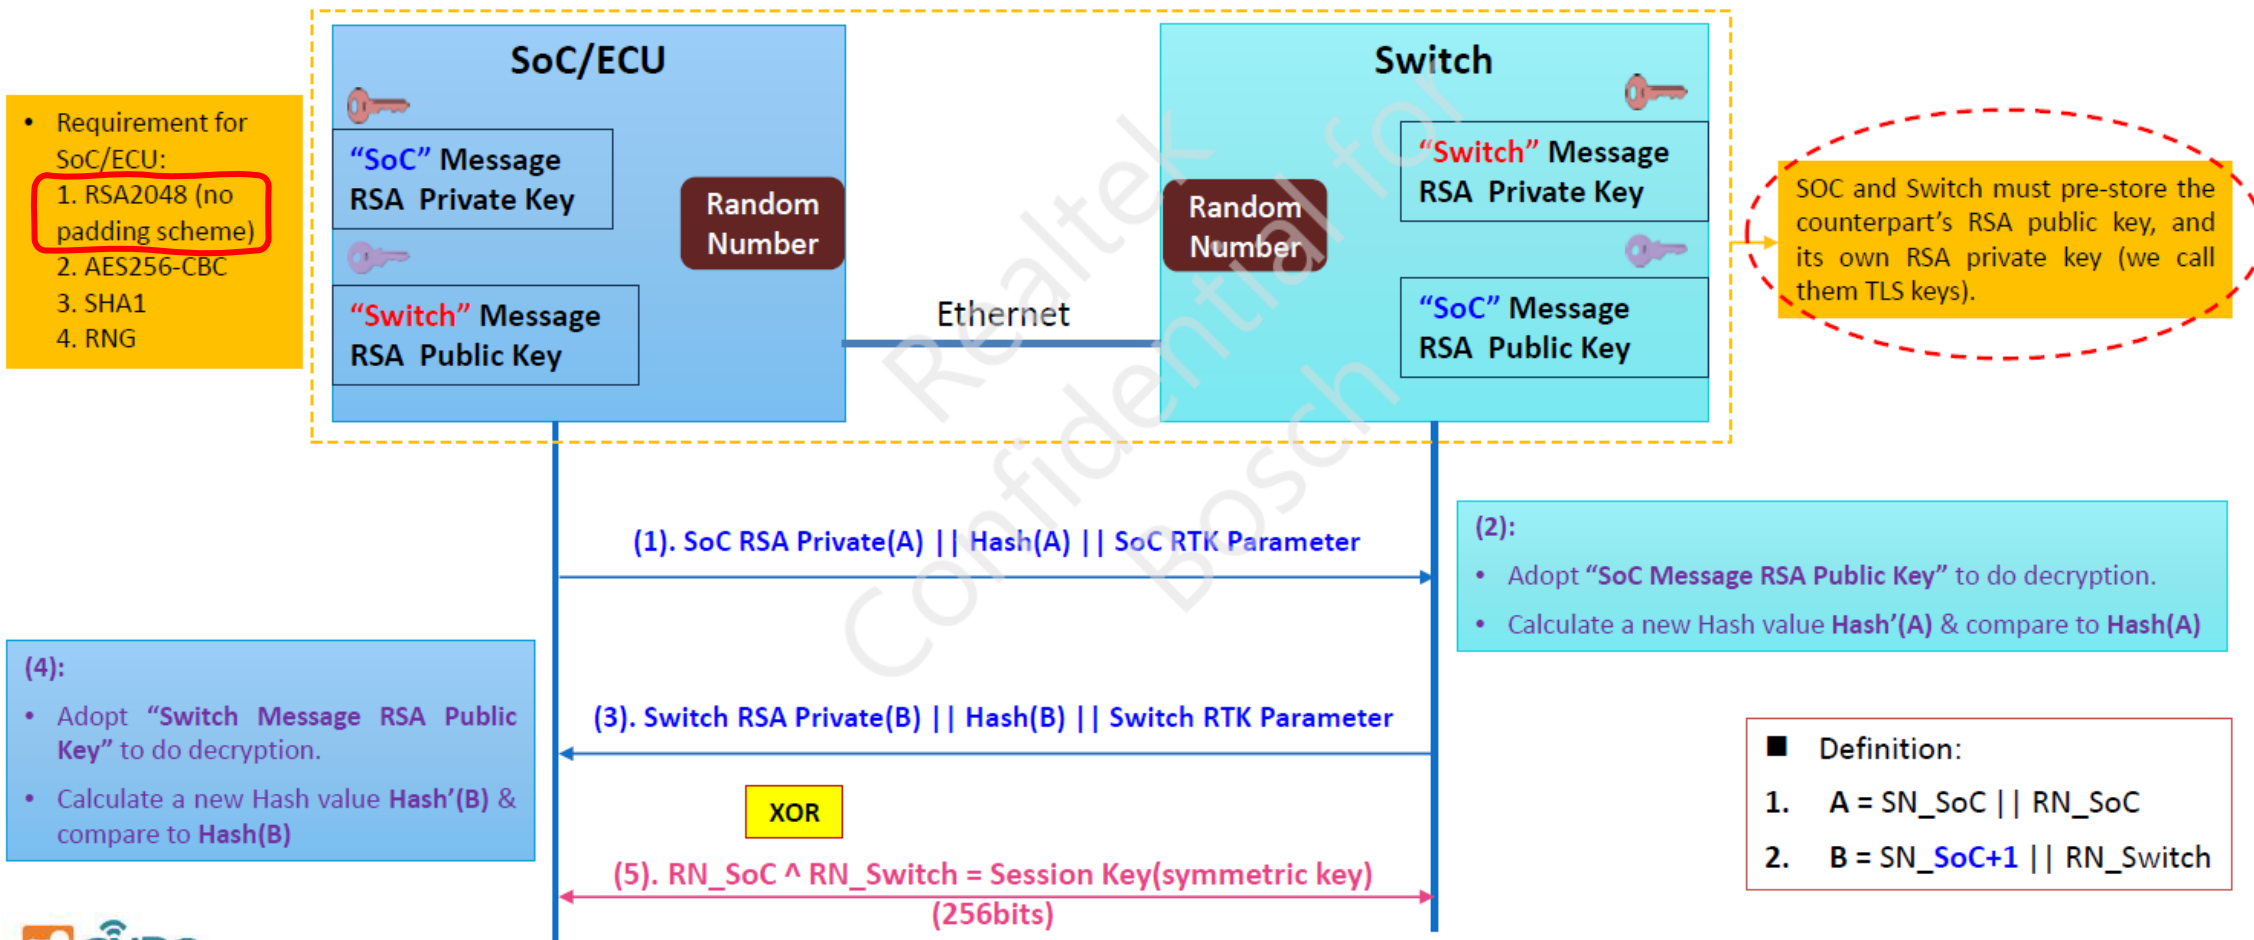 SoC/ECU
Switch
• Requirement for
SoC/ECU:
1. RSA2048 (no
padding scheme)
2. AES256-CBC
3. SHA1
4. RNG
“SoC” Message
RSA Private Key
Random
Number
“Switch” Message
RSA Public Key
Ethernet
Random
Number
“Switch” Message
RSA Private Key
“SoC” Message
RSA Public Key
SOC and Switch must pre-store the
counterpart’s RSA public key, and
its own RSA private key (we call
them TLS keys).
Realtek
Confidential for
Bosch
(1). SoC RSA Private(A) || Hash(A) || SoC RTK Parameter
(2):
• Adopt “SoC Message RSA Public Key” to do decryption.
• Calculate a new Hash value Hash’(A) & compare to Hash(A)
(3). Switch RSA Private(B) || Hash(B) || Switch RTK Parameter
(4):
• Adopt “Switch Message RSA Public
Key” to do decryption.
• Calculate a new Hash value Hash’(B) &
compare to Hash(B)
XOR
(5). RN_SoC ^ RN_Switch = Session Key(symmetric key)
(256bits)
■ Definition:
1. A = SN_SoC || RN_SoC
2. B = SN_SoC+1 || RN_Switch